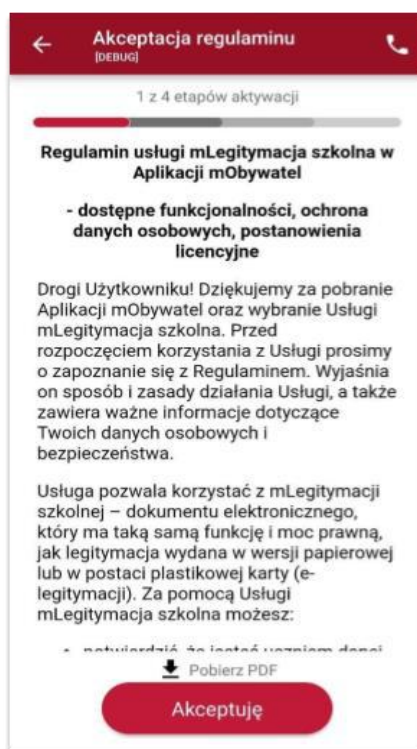 Akceptacja regulaminu
[DEBUG]
1 z 4 etapów aktywacji
Regulamin usługi mLegitymacja szkolna w
Aplikacji mObywatel
- dostępne funkcjonalności, ochrona
danych osobowych, postanowienia
licencyjne
Drogi Użytkowniku! Dziękujemy za pobranie
Aplikacji mObywatel oraz wybranie Usługi
mLegitymacja szkolna. Przed
rozpoczęciem korzystania z Usługi prosimy
o zapoznanie się z Regulaminem. Wyjaśnia
on sposób i zasady działania Usługi, a także
zawiera ważne informacje dotyczące
Twoich danych osobowych i
bezpieczeństwa.
Usługa pozwala korzystać z mLegitymacji
szkolnej – dokumentu elektronicznego,
który ma taką samą funkcję i moc prawną,
jak legitymacja wydana w wersji papierowej
lub w postaci plastikowej karty (e-
legitymacji). Za pomocą Usługi
mLegitymacja szkolna możesz:
Pobierz PDF
Akceptuję